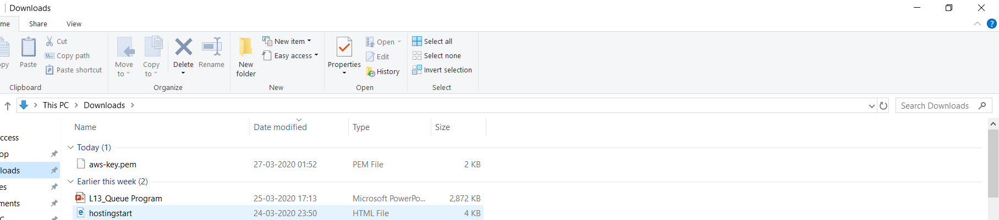 Downloads
me Share View
?
Cut
New item
Open
Select all
Copy path
Easy access
Edit
Select none
Paste shortcut
History
Invert selection
py Paste Move to Copy to Delete Rename New folder Properties
Clipboard Organize New Open Select
This PC Downloads Search Downloads
Name Date modified Type Size
ccess
Today (1)
op
aws-key.pem 27-03-2020 01:52 PEM File 2 KB
loads
Earlier this week (2)
es
L13_Queue Program 25-03-2020 17:13 Microsoft PowerPo... 2,872 KB
ments
hostingstart 24-03-2020 23:50 HTML File 4 KB